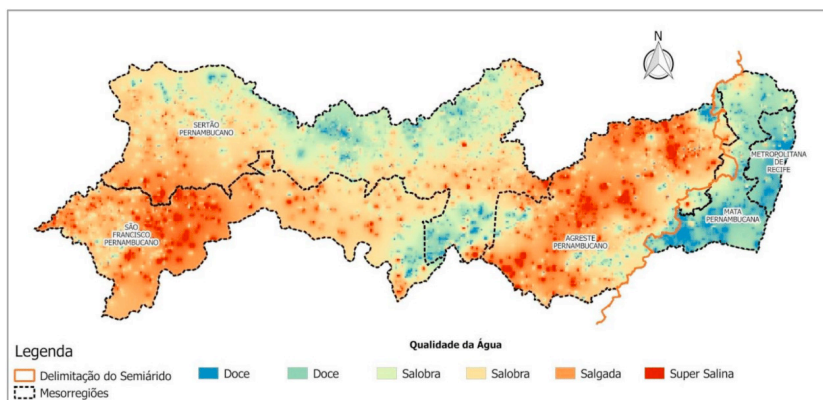 N
SERTÃO
PERNAMBUCANO
METROPOLITANA
DE
RECIFE
MATA
PERNAMBUCANA
SÃO
FRANCISCO
PERNAMBUCANO
AGRESTE
PERNAMBUCANO
Qualidade da Água
Legenda
Delimitação do Semiárido
Doce
Doce
Salobra
Salobra
Salgada
Super Salina
Mesorregiões